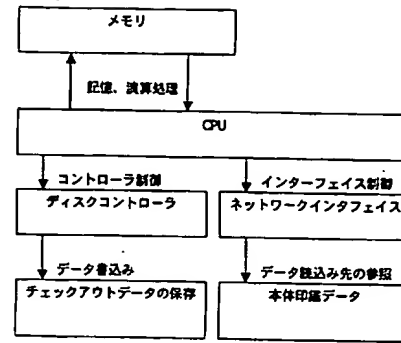 メモリ
記憶、演算処理
CPU
コントローラ制御
インターフェイス制御
ディスクコントローラ
ネットワークインタフェイス
データ書込み
データ読込み先の参照
チェックアウトデータの保存
本体印鑑データ